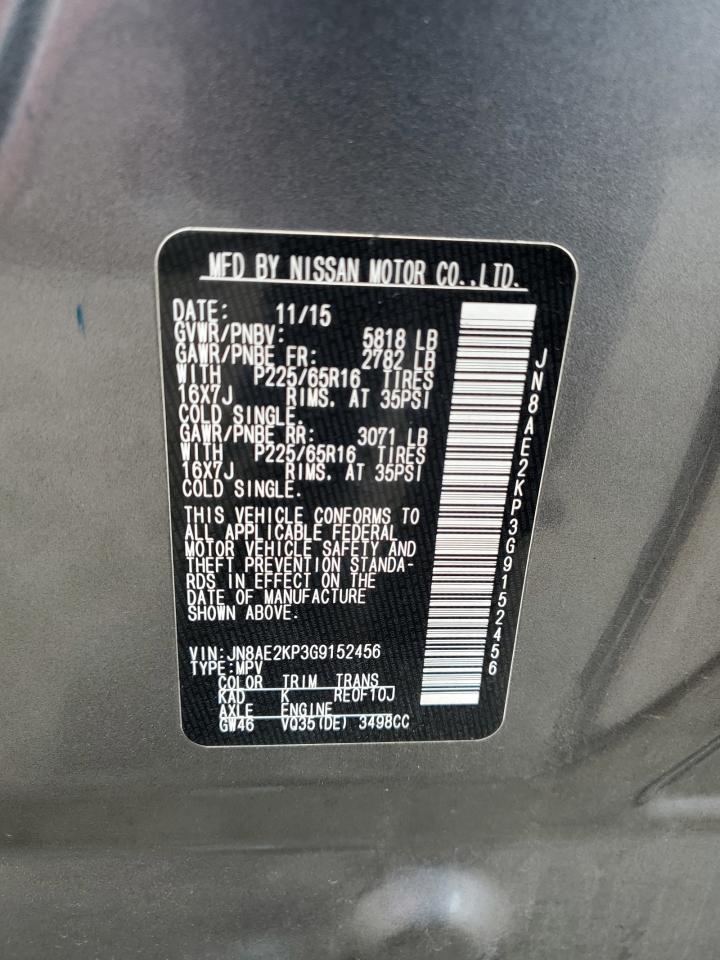 MFD BY NISSAN MOTOR CO.,LTD.
DATE: 11/15
GVWR/PNBV: 5818 LB
GAWR/PNBE FR: 2782 LB
WITH P225/65R16 TIRES
16X7J RIMS. AT 35PSI
COLD SINGLE.
GAWR/PNBE RR: 3071 LB
WITH P225/65R16 TIRES
16X7J RIMS. AT 35PSI
COLD SINGLE.
THIS VEHICLE CONFORMS TO
ALL APPLICABLE FEDERAL
MOTOR VEHICLE SAFETY AND
THEFT PREVENTION STANDA-
RDS IN EFFECT ON THE
DATE OF MANUFACTURE
SHOWN ABOVE.
VIN:JN8AE2KP3G9152456
TYPE:MPV
COLOR TRIM TRANS
KAD K RE0F10J
AXLE ENGINE
GW46 VQ35(DE) 3498CC
JN8AE2KP3G9152456